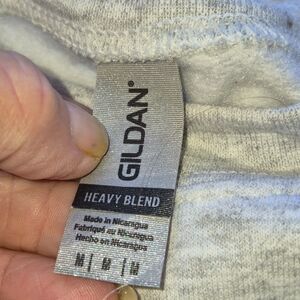 GILDAN®
HEAVY BLEND
Made in Nicaragua
Fabriqué au Nicaragua
Hecho en Nicaragua
M | M | M